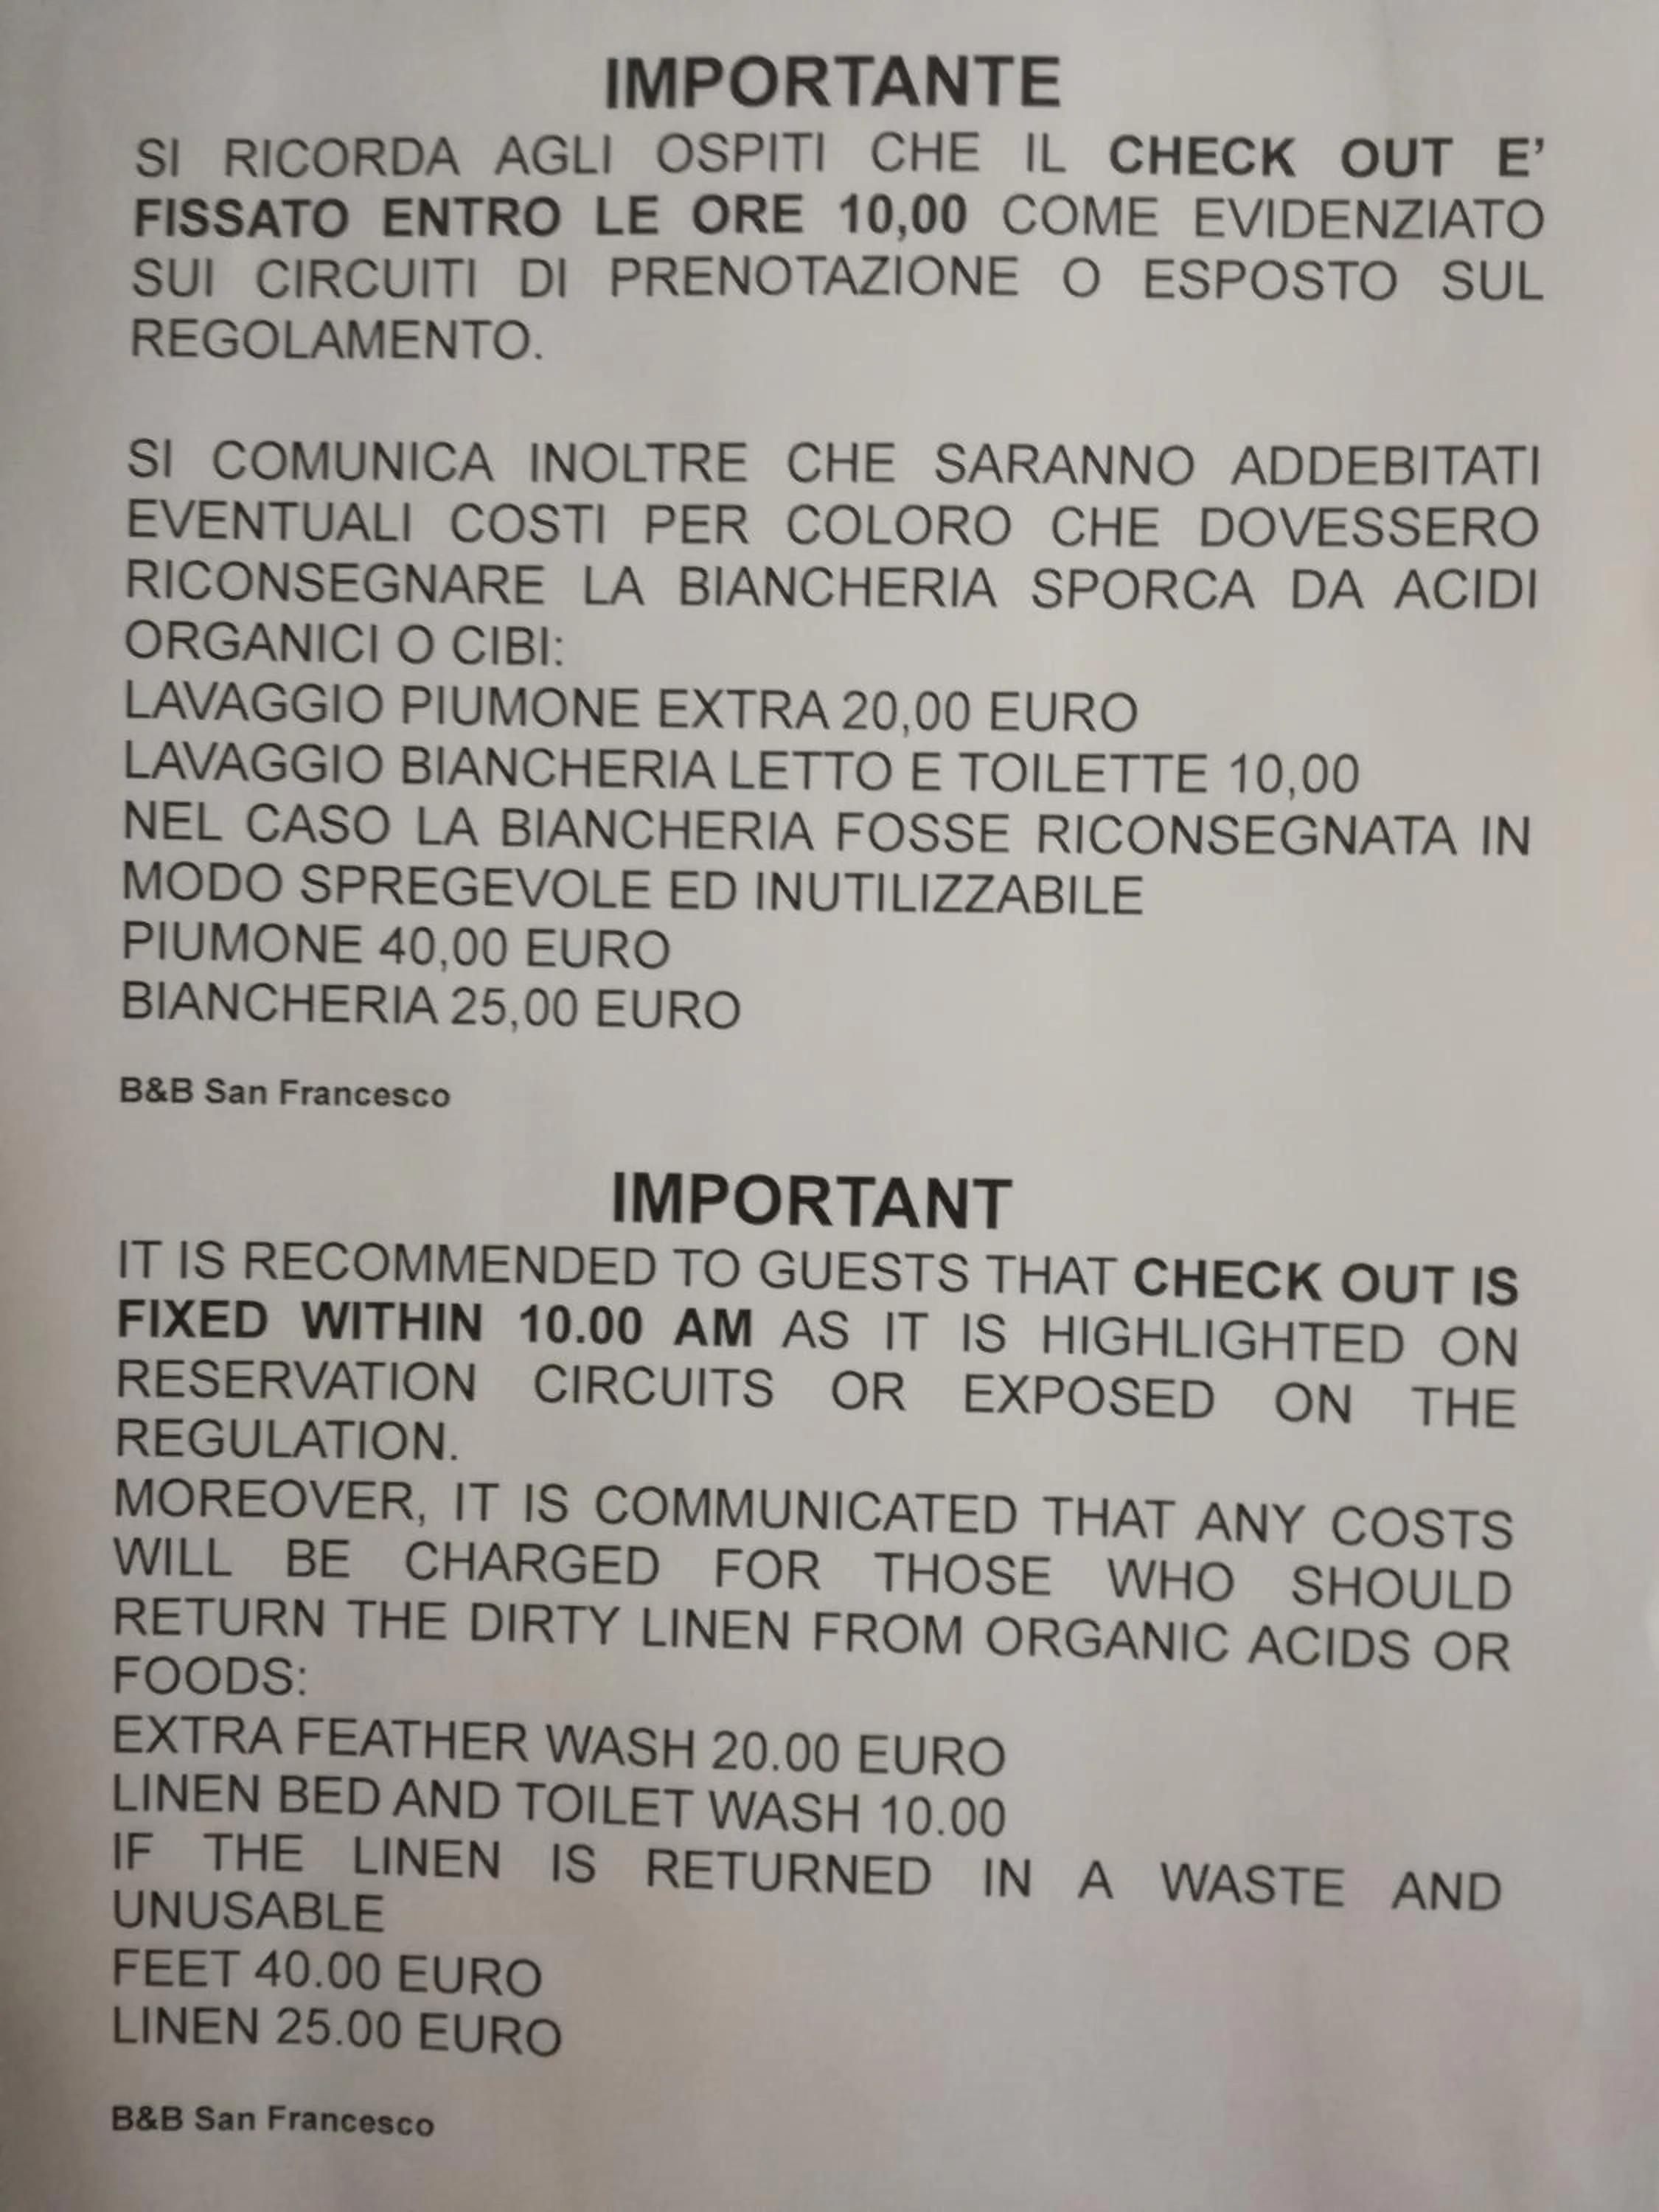 IMPORTANTE
SI RICORDA AGLI OSPITI CHE IL CHECK OUT E'
FISSATO ENTRO LE ORE 10,00 COME EVIDENZIATO
SUI CIRCUITI DI PRENOTAZIONE O ESPOSTO SUL
REGOLAMENTO.
SI COMUNICA INOLTRE CHE SARANNO ADDEBITATI
EVENTUALI COSTI PER COLORO CHE DOVESSERO
RICONSEGNARE LA BIANCHERIA SPORCA DA ACIDI
ORGANICI O CIBI:
LAVAGGIO PIUMONE EXTRA 20,00 EURO
LAVAGGIO BIANCHERIA LETTO E TOILETTE 10,00
NEL CASO LA BIANCHERIA FOSSE RICONSEGNATA IN
MODO SPREGEVOLE ED INUTILIZZABILE
PIUMONE 40,00 EURO
BIANCHERIA 25,00 EURO
B&B San Francesco
IMPORTANT
IT IS RECOMMENDED TO GUESTS THAT CHECK OUT IS
FIXED WITHIN 10.00 AM AS IT IS HIGHLIGHTED ON
RESERVATION CIRCUITS OR EXPOSED ON THE
REGULATION.
MOREOVER, IT IS COMMUNICATED THAT ANY COSTS
WILL BE CHARGED FOR THOSE WHO SHOULD
RETURN THE DIRTY LINEN FROM ORGANIC ACIDS OR
FOODS:
EXTRA FEATHER WASH 20.00 EURO
LINEN BED AND TOILET WASH 10.00
IF THE LINEN IS RETURNED IN A WASTE AND
UNUSABLE
FEET 40.00 EURO
LINEN 25.00 EURO
B&B San Francesco